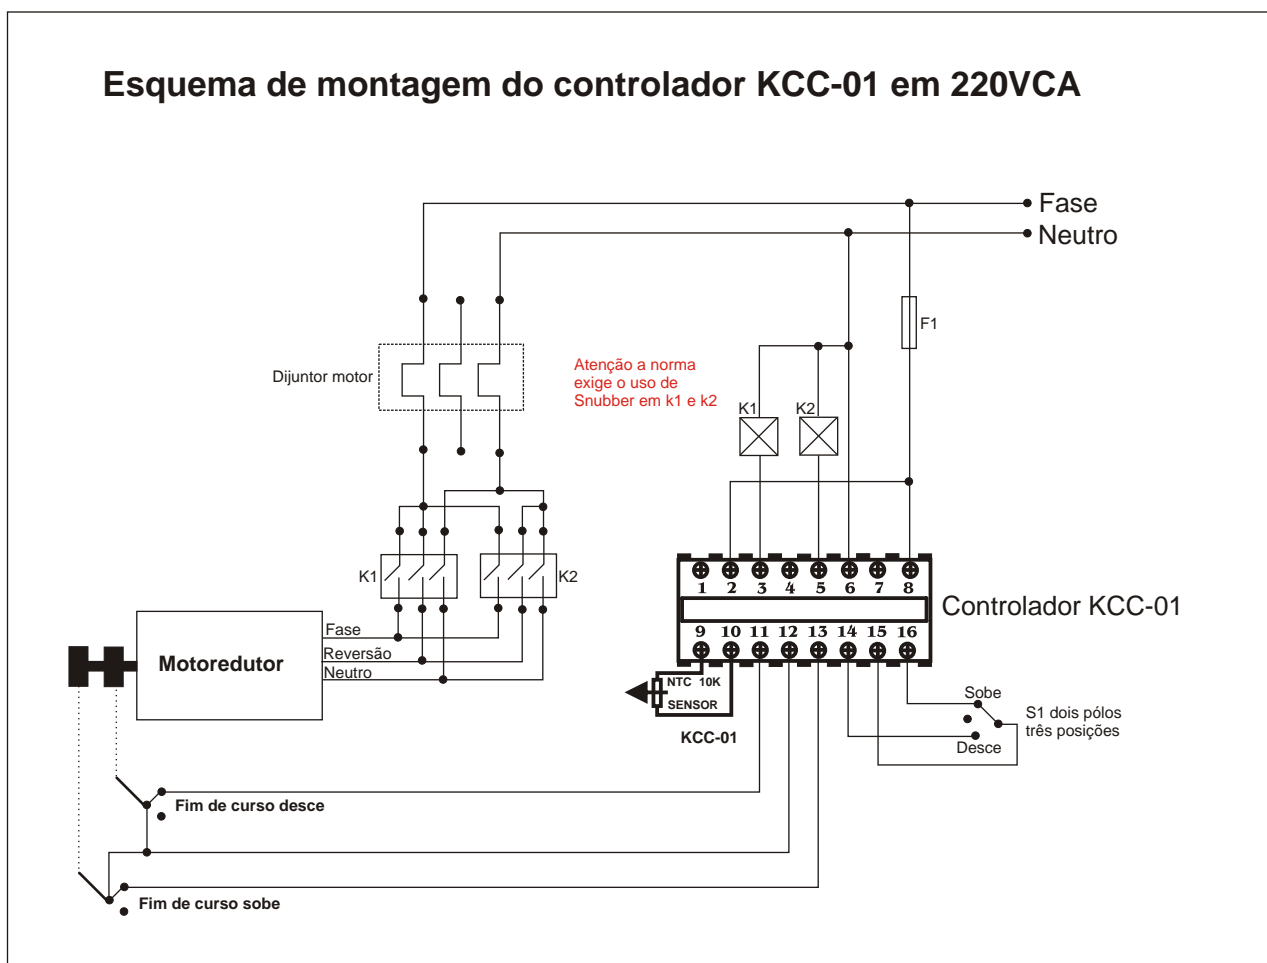 Esquema de montagem do controlador KCC-01 em 220VCA
Fase
Neutro
F1
Dijuntor motor
Atenção a norma
exige o uso de
Snubber em k1 e k2
K1
K2
K1
K2
1 2 3 4 5 6 7 8
Controlador KCC-01
9 10 11 12 13 14 15 16
Fase
Reversão
Neutro
Motoredutor
NTC 10K
SENSOR
KCC-01
Sobe
S1 dois pólos
três posições
Desce
Fim de curso desce
Fim de curso sobe